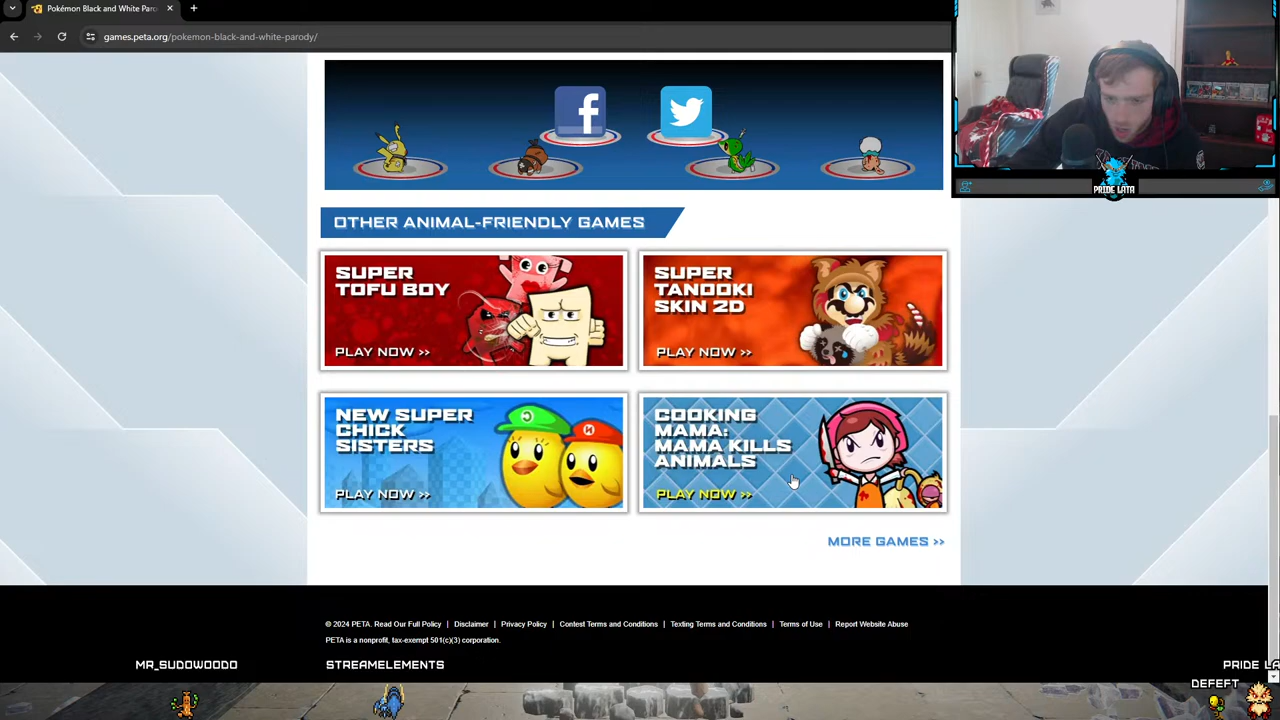 Pokémon Black and White Paro
games.peta.org/pokemon-black-and-white-parody/
PRIDE LATA
OTHER ANIMAL-FRIENDLY GAMES
SUPER
TOFU BOY
PLAY NOW >>
SUPER
TANOOKI
SKIN 2D
PLAY NOW >>
NEW SUPER
CHICK
SISTERS
PLAY NOW >>
COOKING
MAMA:
MAMA KILLS
ANIMALS
PLAY NOW >>
MORE GAMES >>
© 2024 PETA. Read Our Full Policy | Disclaimer | Privacy Policy | Contest Terms and Conditions | Texting Terms and Conditions | Terms of Use | Report Website Abuse
PETA is a nonprofit, tax-exempt 501(c)(3) corporation.
MR_SUDOWOODO
STREAMELEMENTS
PRIDE LA
DEFEFT